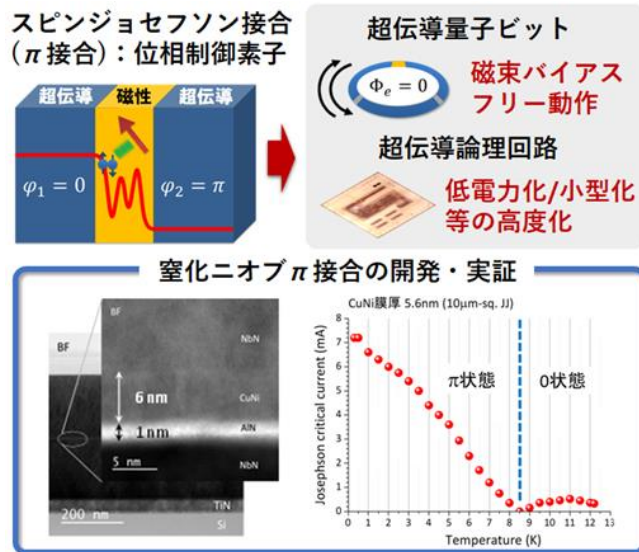 スピンジョセフソン接合
(π 接合)：位相制御素子
超伝導 磁性 超伝導
φ₁ = 0
φ₂ = π
超伝導量子ビット
Φₑ = 0
磁束バイアス
フリー動作
超伝導論理回路
低電力化/小型化
等の高度化
窒化ニオブ π 接合の開発・実証
BF
200 nm
TiN
Si
BF
NbN
6 nm
CuNi
1 nm
AlN
5 nm
NbN
CuNi膜厚 5.6nm (10μm-sq. JJ)
Josephson critical current (mA)
8
7
6
5
4
3
2
1
0
π状態
0状態
0 1 2 3 4 5 6 7 8 9 10 11 12 13
Temperature (K)